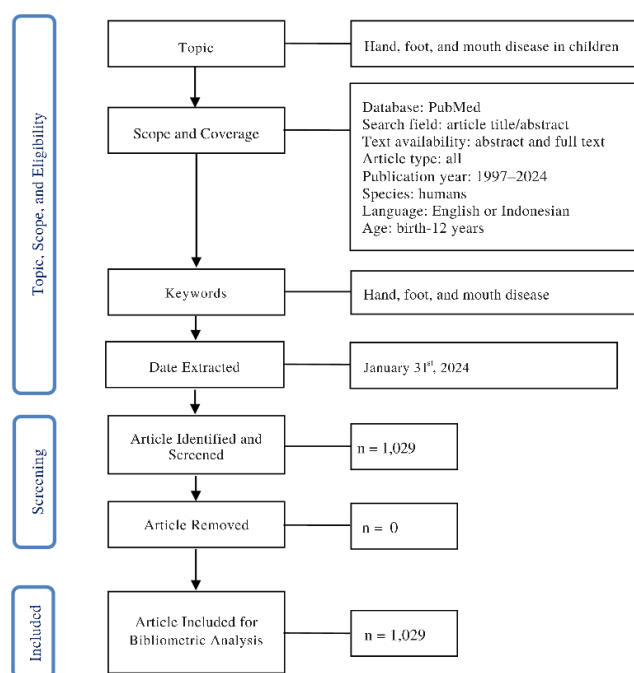 Topic, Scope, and Eligibility
Topic
Hand, foot, and mouth disease in children
Scope and Coverage
Database: PubMed
Search field: article title/abstract
Text availability: abstract and full text
Article type: all
Publication year: 1997–2024
Species: humans
Language: English or Indonesian
Age: birth-12 years
Keywords
Hand, foot, and mouth disease
Date Extracted
January 31st, 2024
Screening
Article Identified and
Screened
n = 1,029
Article Removed
n = 0
Included
Article Included for
Bibliometric Analysis
n = 1,029